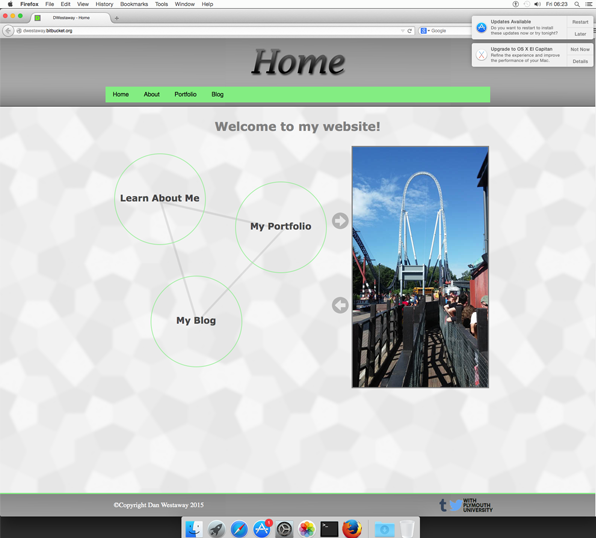 Firefox File Edit View History Bookmarks Tools Window Help
Fri 06:23
DWestaway - Home
dwestaway.bitbucket.org
Google
Updates Available
Do you want to restart to install
these updates now or try tonight?
Restart
Later
Upgrade to OS X El Capitan
Refine the experience and improve
the performance of your Mac.
Not Now
Details
Home
Home About Portfolio Blog
Welcome to my website!
Learn About Me
My Portfolio
My Blog
©Copyright Dan Westaway 2015
WITH
PLYMOUTH
UNIVERSITY